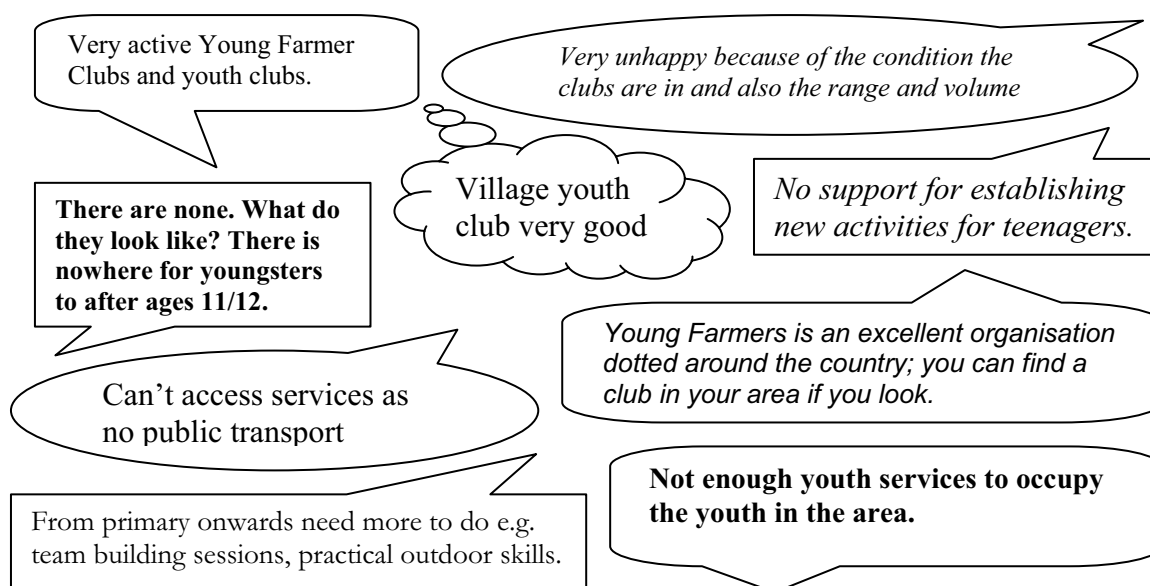 Very active Young Farmer
Clubs and youth clubs.
Very unhappy because of the condition the
clubs are in and also the range and volume
Village youth
club very good
No support for establishing
new activities for teenagers.
There are none. What do
they look like? There is
nowhere for youngsters
to after ages 11/12.
Young Farmers is an excellent organisation
dotted around the country; you can find a
club in your area if you look.
Can’t access services as
no public transport
Not enough youth services to occupy
the youth in the area.
From primary onwards need more to do e.g.
team building sessions, practical outdoor skills.